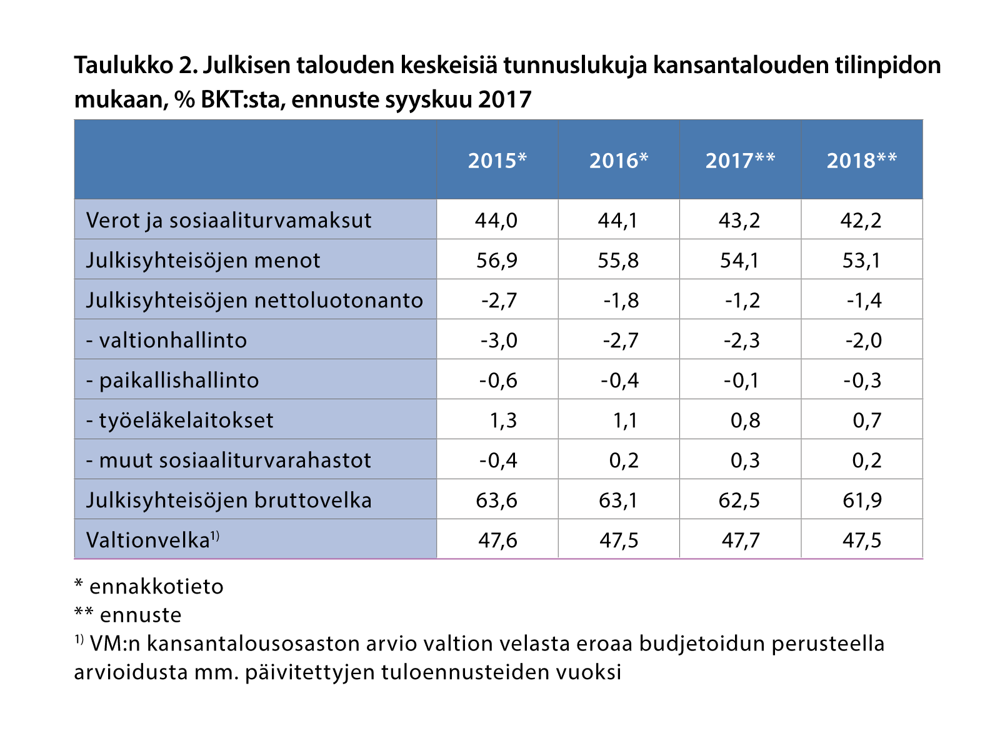 Taulukko 2. Julkisen talouden keskeisiä tunnuslukuja kansantalouden tilinpidon
mukaan, % BKT:sta, ennuste syyskuu 2017
2015* 2016* 2017** 2018**
Verot ja sosiaaliturvamaksut 44,0 44,1 43,2 42,2
Julkisyhteisöjen menot 56,9 55,8 54,1 53,1
Julkisyhteisöjen nettoluotonanto -2,7 -1,8 -1,2 -1,4
- valtionhallinto -3,0 -2,7 -2,3 -2,0
- paikallishallinto -0,6 -0,4 -0,1 -0,3
- työeläkelaitokset 1,3 1,1 0,8 0,7
- muut sosiaaliturvarahastot -0,4 0,2 0,3 0,2
Julkisyhteisöjen bruttovelka 63,6 63,1 62,5 61,9
Valtionvelka¹⁾ 47,6 47,5 47,7 47,5
* ennakkotieto
** ennuste
¹⁾ VM:n kansantalousosaston arvio valtion velasta eroaa budjetoidun perusteella
arvioidusta mm. päivitettyjen tuloennusteiden vuoksi